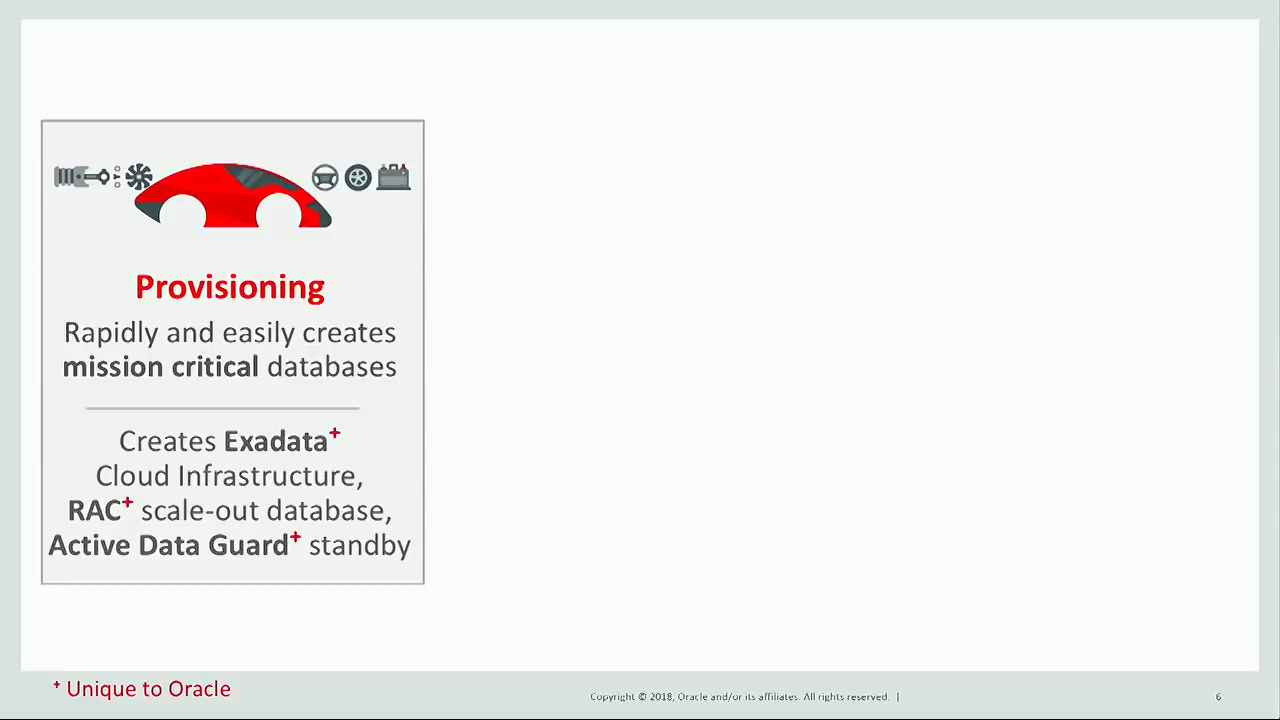 Provisioning
Rapidly and easily creates
mission critical databases
Creates Exadata+
Cloud Infrastructure,
RAC+ scale-out database,
Active Data Guard+ standby
+ Unique to Oracle
Copyright © 2018, Oracle and/or its affiliates. All rights reserved. |
6